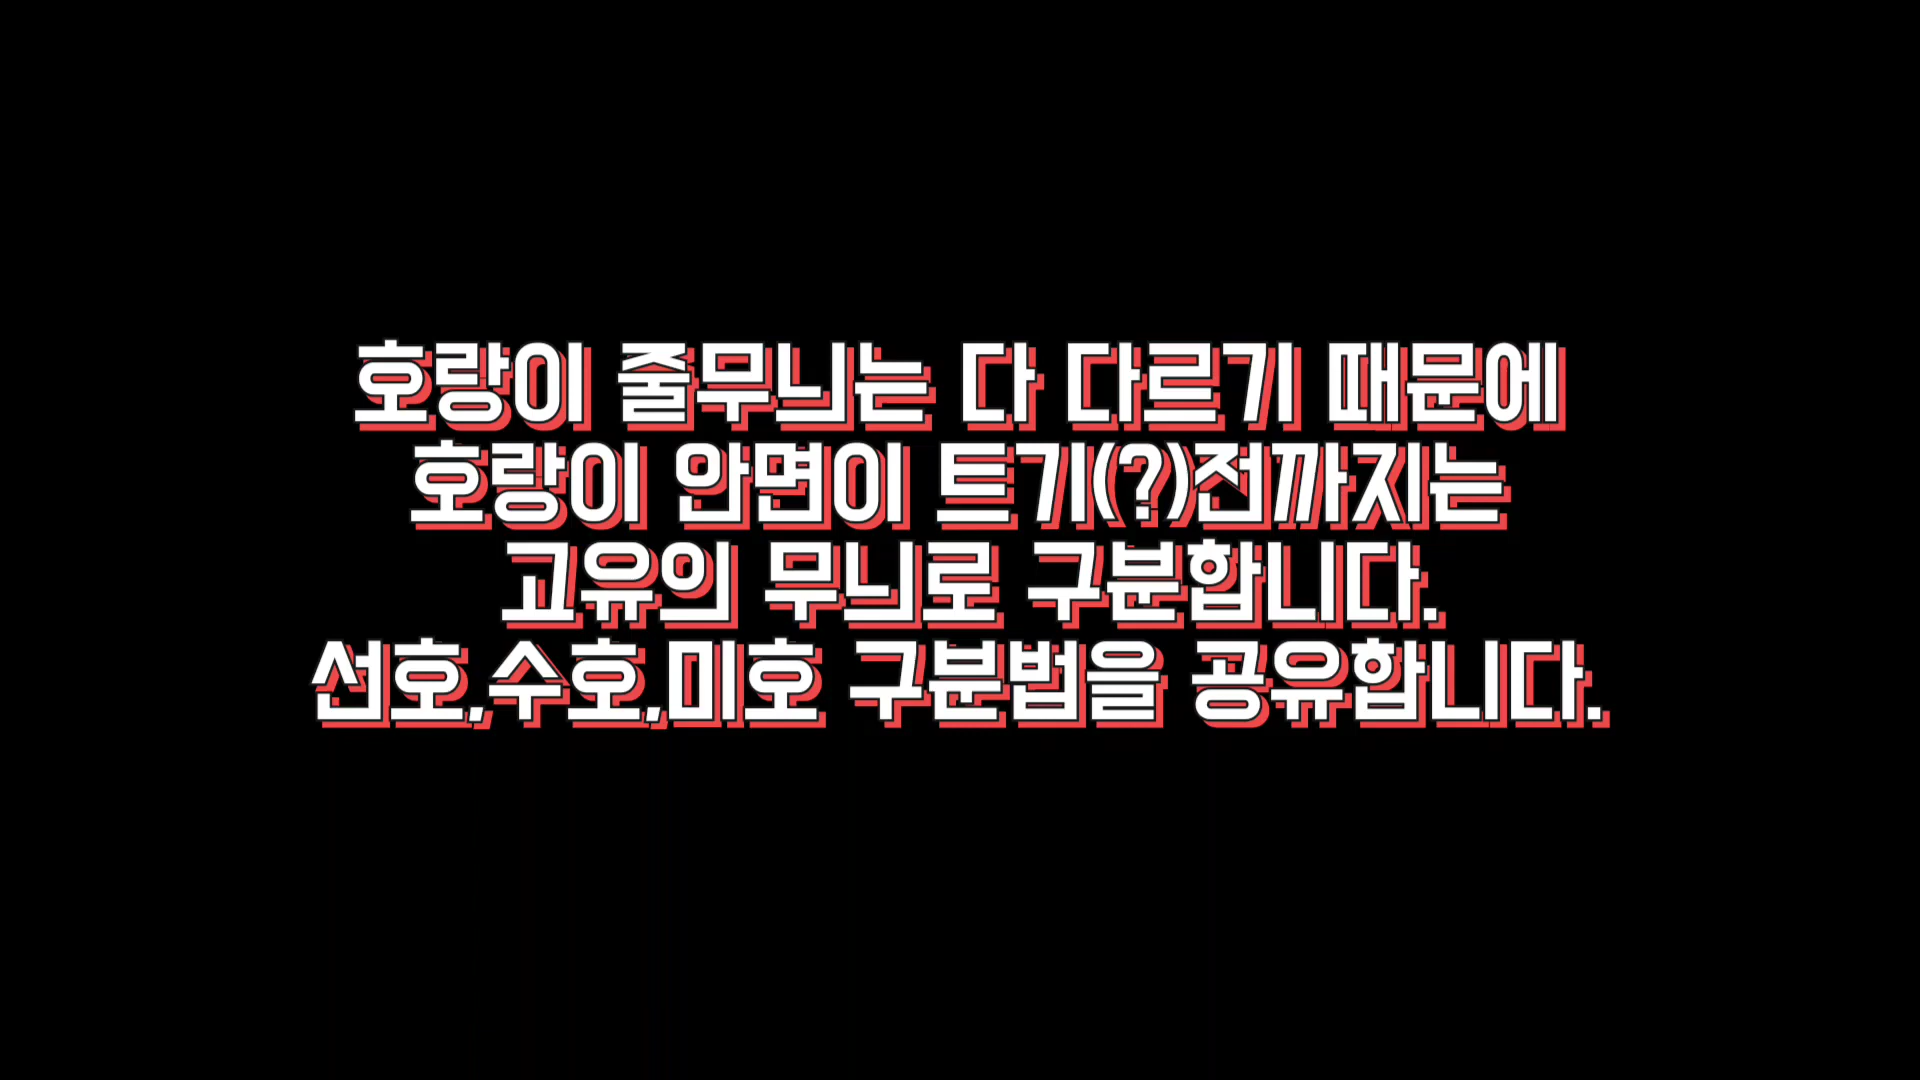 호랑이 줄무늬는 다 다르기 때문에
호랑이 안면이 트기(?)전까지는
고유의 무늬로 구분합니다.
선호,수호,미호 구분법을 공유합니다.